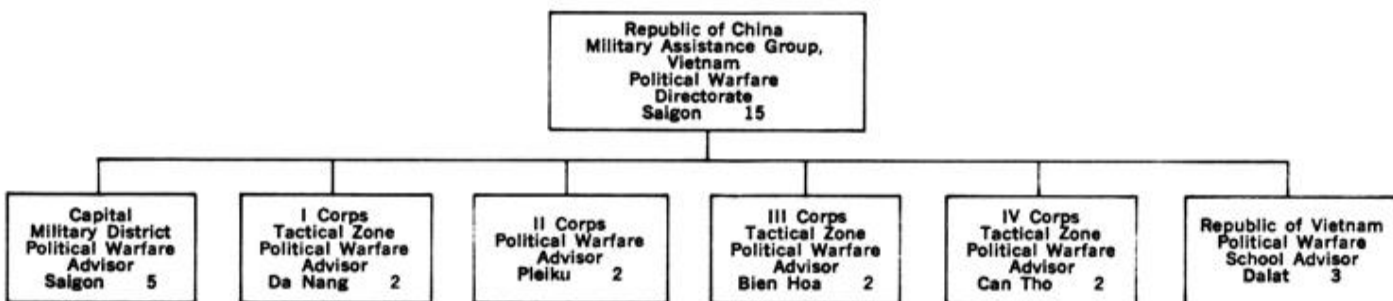 Republic of China
Military Assistance Group,
Vietnam
Political Warfare
Directorate
Saigon 15
Capital
Military District
Political Warfare
Advisor
Saigon 5
I Corps
Tactical Zone
Political Warfare
Advisor
Da Nang 2
II Corps
Political Warfare
Advisor
Pleiku 2
III Corps
Tactical Zone
Political Warfare
Advisor
Bien Hoa 2
IV Corps
Tactical Zone
Political Warfare
Advisor
Can Tho 2
Republic of Vietnam
Political Warfare
School Advisor
Dalat 3